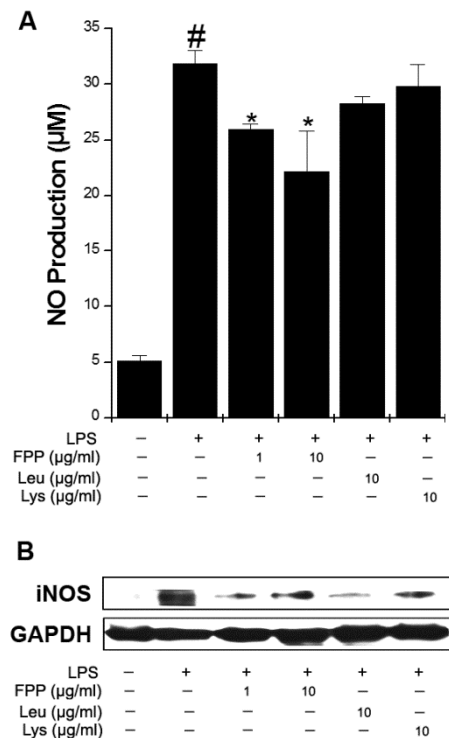 A
NO Production (µM)
35
30
25
20
15
10
5
0
#
*
*
LPS – + + + + +
FPP (µg/ml) – – 1 10 – –
Leu (µg/ml) – – – – 10 –
Lys (µg/ml) – – – – – 10
B
iNOS
GAPDH
LPS – + + + + +
FPP (µg/ml) – – 1 10 – –
Leu (µg/ml) – – – – 10 –
Lys (µg/ml) – – – – – 10